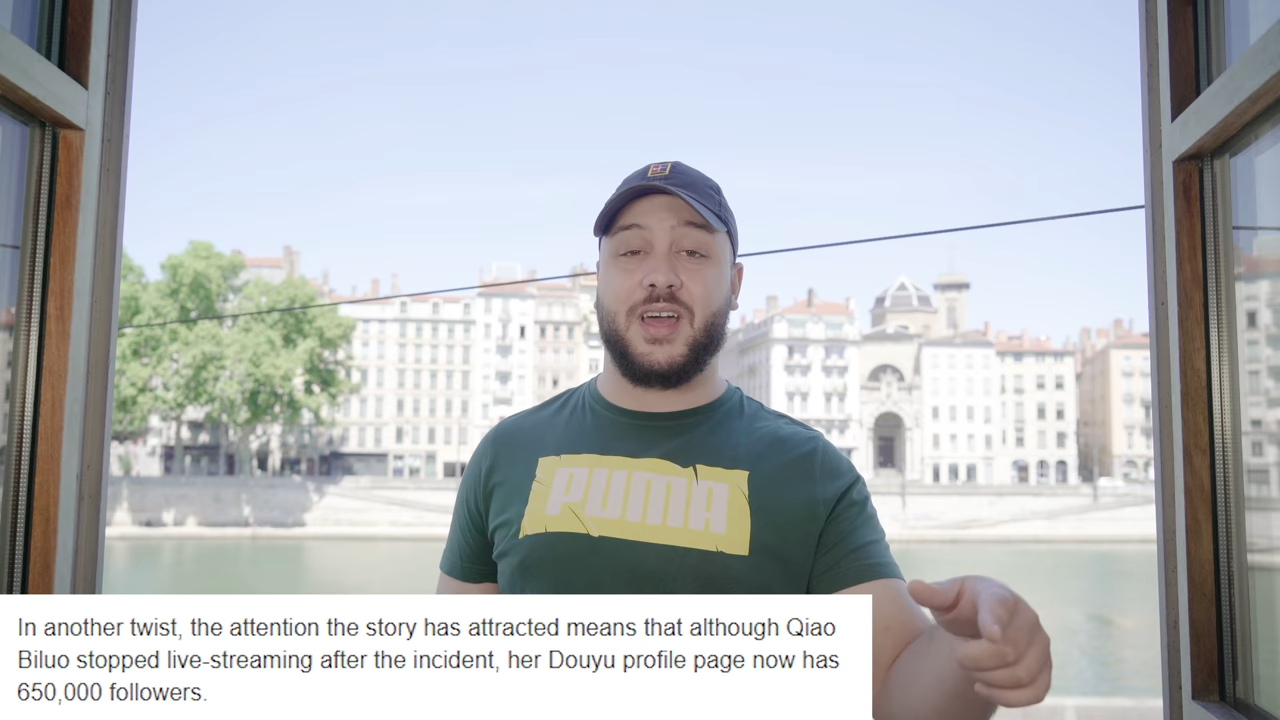 PUMA
In another twist, the attention the story has attracted means that although Qiao
Biluo stopped live-streaming after the incident, her Douyu profile page now has
650,000 followers.